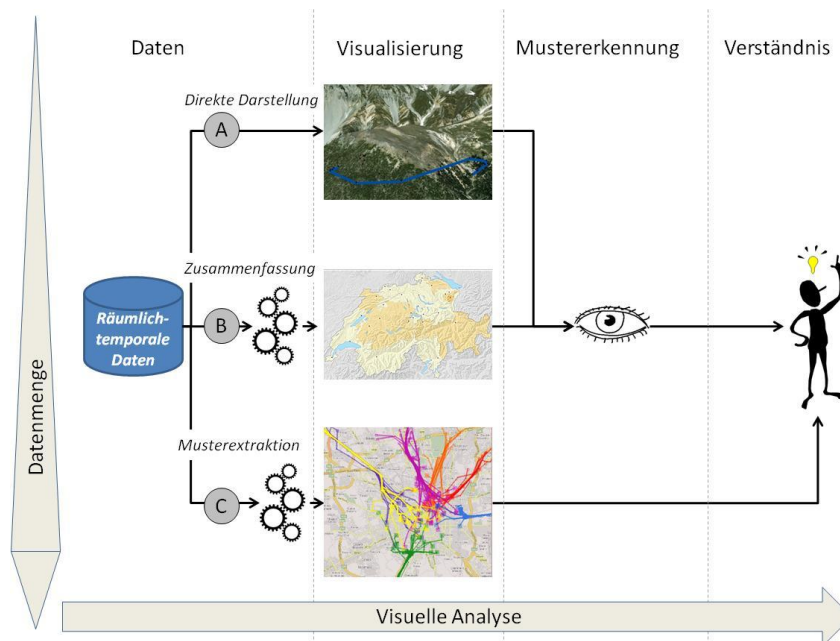 Daten
Visualisierung
Mustererkennung
Verständnis
Direkte Darstellung
A
Zusammenfassung
B
Räumlich-
temporale
Daten
Musterextraktion
C
Datenmenge
Visuelle Analyse